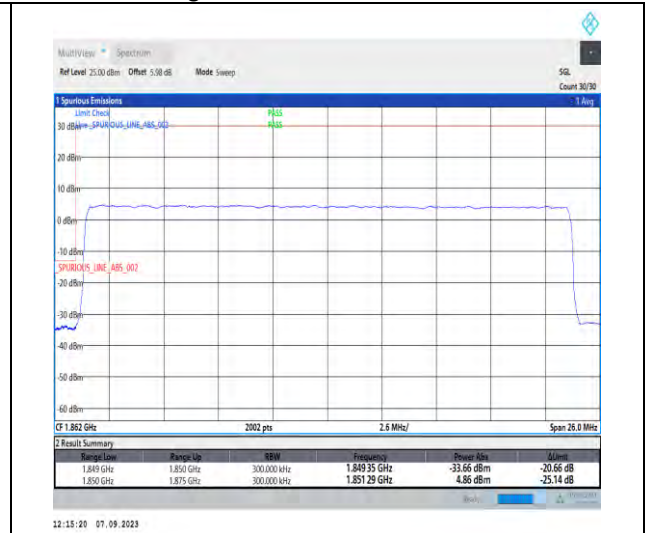 MultiView Spectrum
Ref Level 25.00 dBm Offset 5.98 dB Mode Sweep SGL
Count 30/30
1 Spurious Emissions 1 Avg
Limit Check PASS
30 dBm Line _SPURIOUS_LINE_ABS_002 PASS
20 dBm
10 dBm
0 dBm
-10 dBm
_SPURIOUS_LINE_ABS_002
-20 dBm
-30 dBm
-40 dBm
-50 dBm
-60 dBm
CF 1.862 GHz 2002 pts 2.6 MHz/ Span 26.0 MHz
2 Result Summary
Range Low Range Up RBW Frequency Power Abs ΔLimit
1.849 GHz 1.850 GHz 300.000 kHz 1.849 35 GHz -33.66 dBm -20.66 dB
1.850 GHz 1.875 GHz 300.000 kHz 1.851 29 GHz 4.86 dBm -25.14 dB
12:15:20 07.09.2023